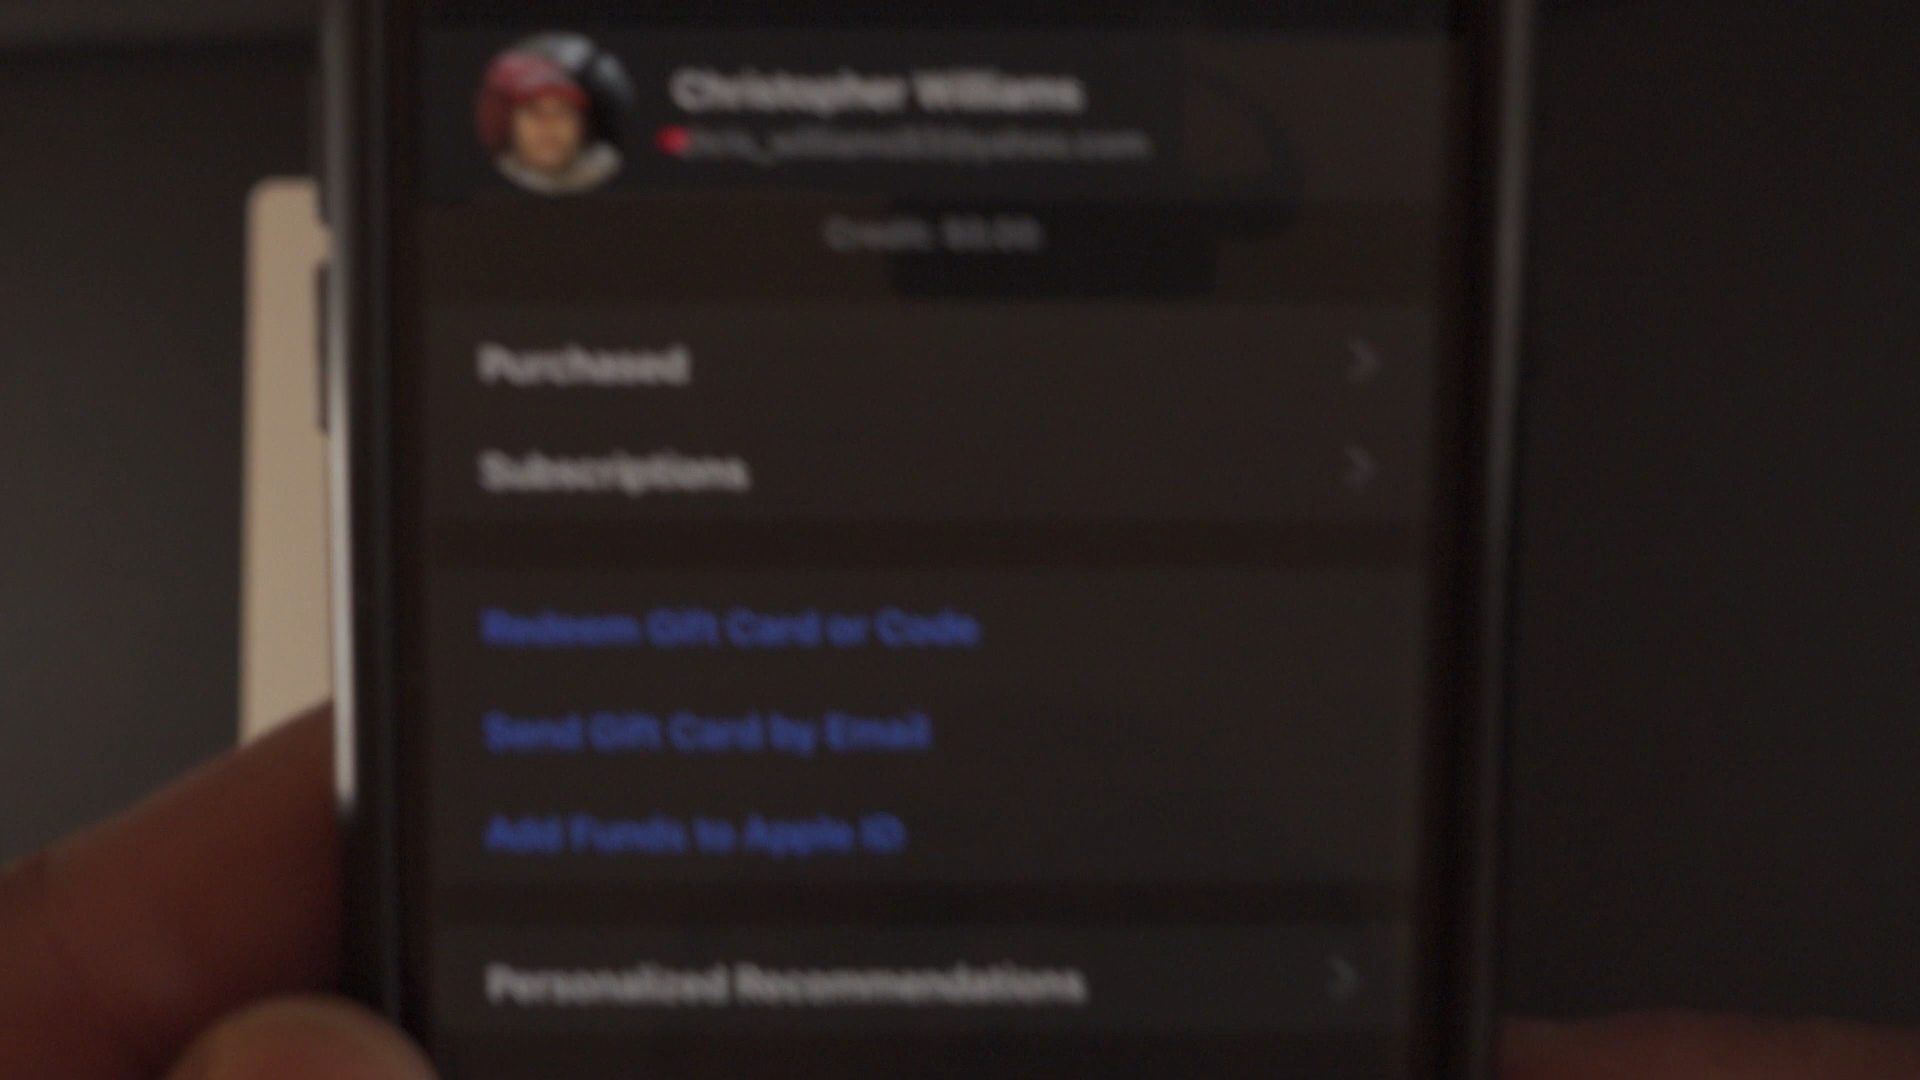 Christopher Williams
Credit:
Purchased
Subscriptions
Redeem Gift Card or Code
Send Gift Card by Email
Add Funds to Apple ID
Personalized Recommendations